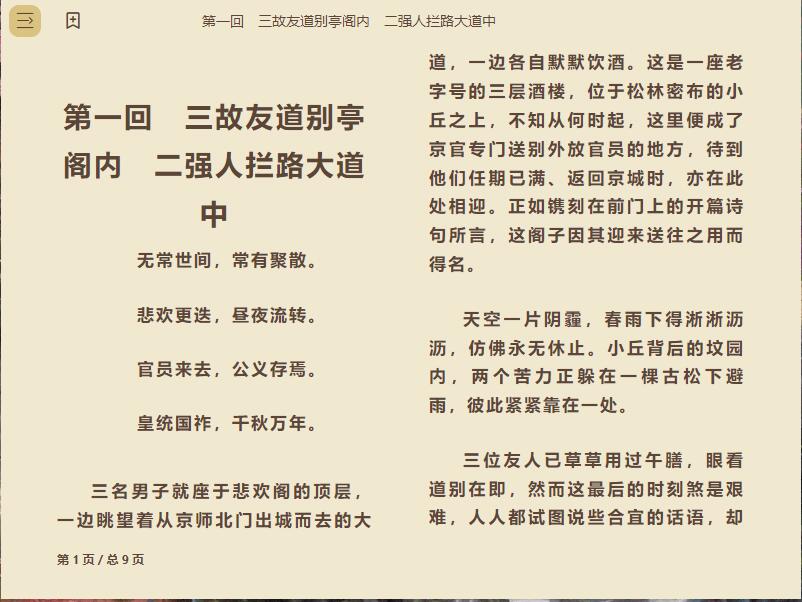 第一回　三故友道别亭阁内　二强人拦路大道中
第一回　三故友道别亭
阁内　二强人拦路大道
中
无常世间，常有聚散。
悲欢更迭，昼夜流转。
官员来去，公义存焉。
皇统国祚，千秋万年。
三名男子就座于悲欢阁的顶层，
一边眺望着从京师北门出城而去的大
第 1 页 / 总 9 页
道，一边各自默默饮酒。这是一座老
字号的三层酒楼，位于松林密布的小
丘之上，不知从何时起，这里便成了
京官专门送别外放官员的地方，待到
他们任期已满、返回京城时，亦在此
处相迎。正如镌刻在前门上的开篇诗
句所言，这阁子因其迎来送往之用而
得名。
天空一片阴霾，春雨下得淅淅沥
沥，仿佛永无休止。小丘背后的坟园
内，两个苦力正躲在一棵古松下避
雨，彼此紧紧靠在一处。
三位友人已草草用过午膳，眼看
道别在即，然而这最后的时刻煞是艰
难，人人都试图说些合宜的话语，却